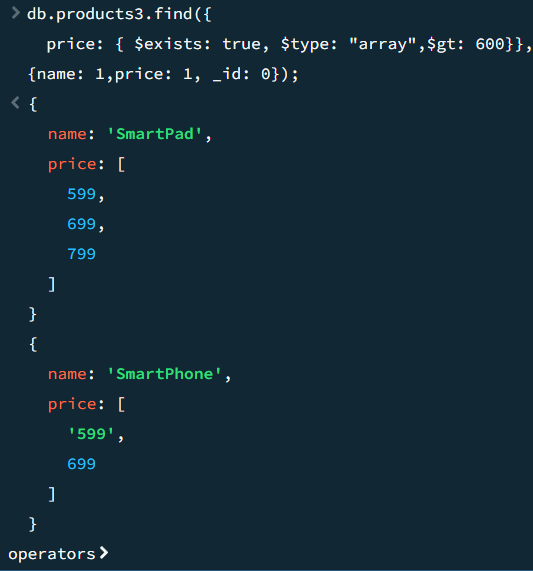 > db.products3.find({
price: { $exists: true, $type: "array",$gt: 600}},
{name: 1,price: 1, _id: 0});
< {
name: 'SmartPad',
price: [
599,
699,
799
]
}
{
name: 'SmartPhone',
price: [
'599',
699
]
}
operators>